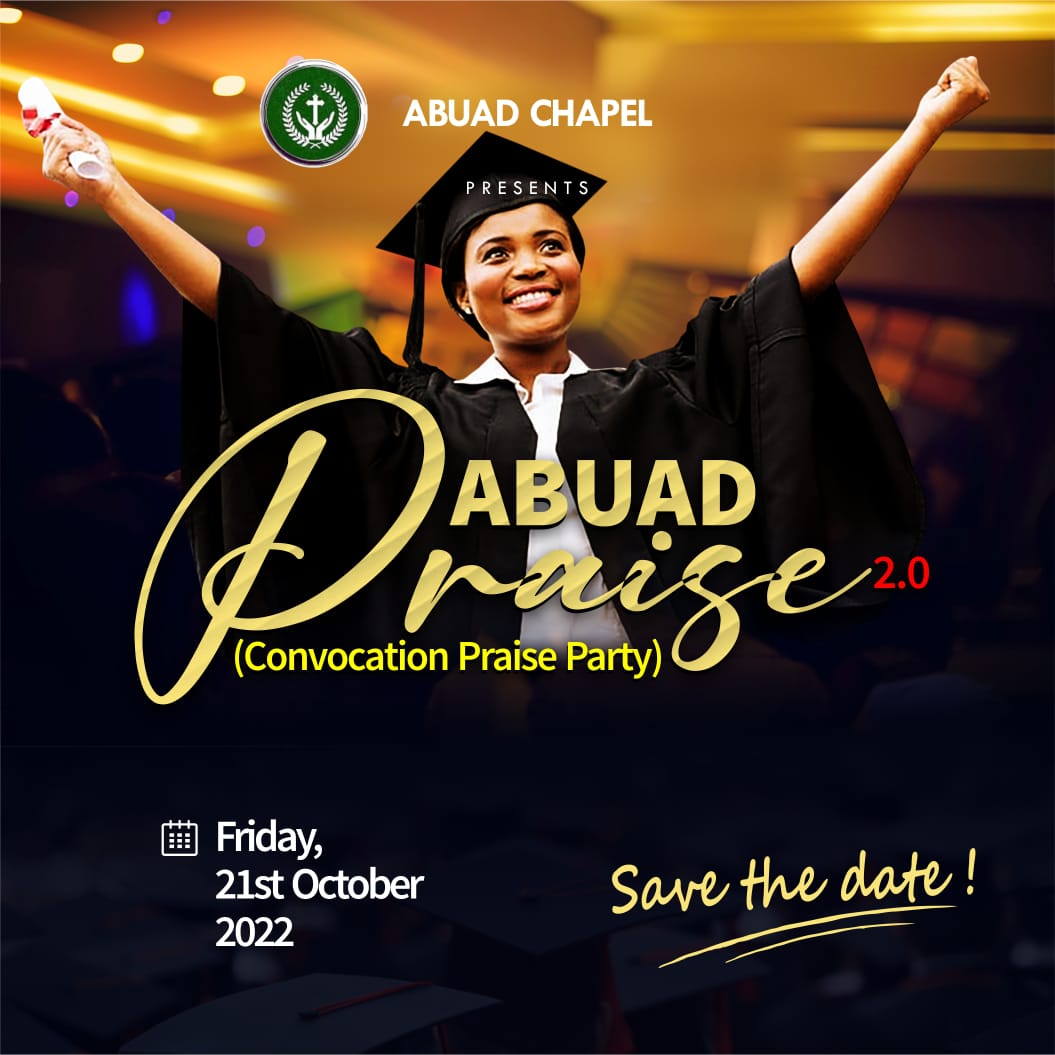 ABUAD CHAPEL
PRESENTS
ABUAD
Praise 2.0
(Convocation Praise Party)
Friday,
21st October
2022
Save the date !